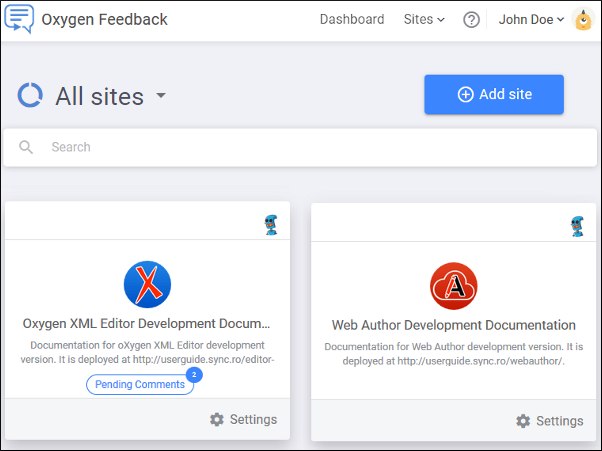 Oxygen Feedback
Dashboard
Sites
?
John Doe
All sites
Add site
Search
Oxygen XML Editor Development Docum...
Documentation for oXygen XML Editor development
version. It is deployed at http://userguide.sync.ro/editor-
Pending Comments
2
Settings
Web Author Development Documentation
Documentation for Web Author development version. It is
deployed at http://userguide.sync.ro/webauthor/.
Settings